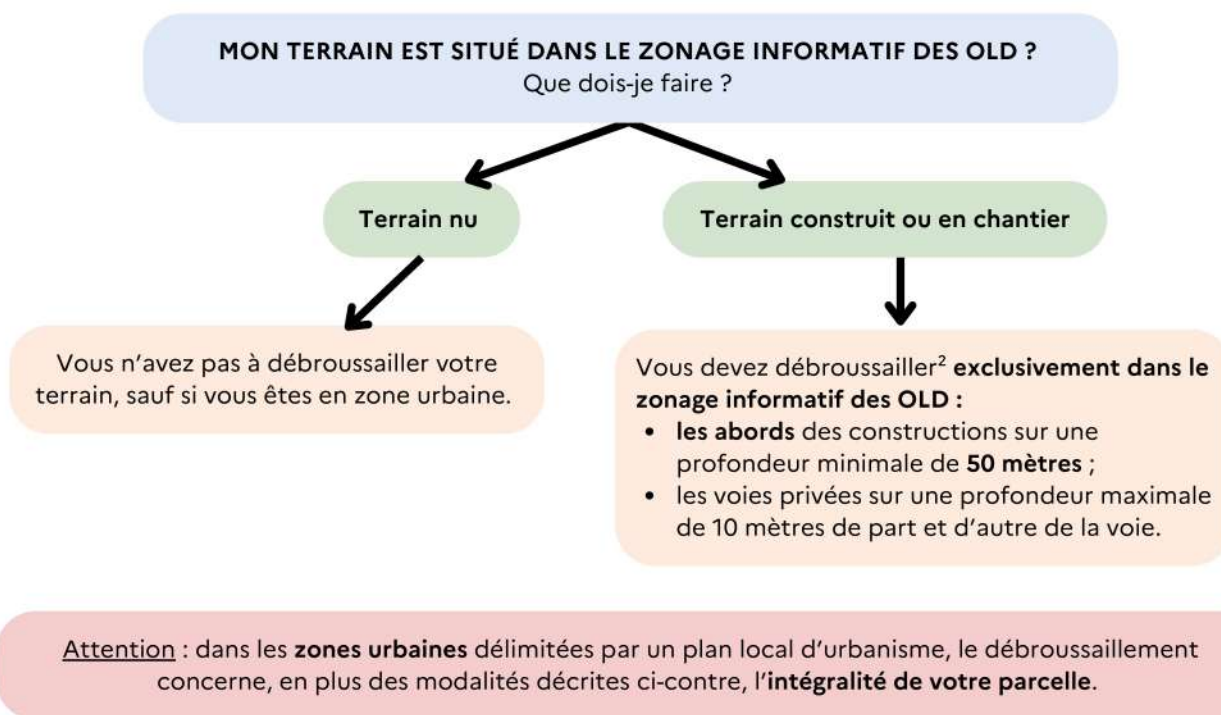 MON TERRAIN EST SITUÉ DANS LE ZONAGE INFORMATIF DES OLD ?
Que dois-je faire ?
Terrain nu
Terrain construit ou en chantier
Vous n'avez pas à débroussailler votre
terrain, sauf si vous êtes en zone urbaine.
Vous devez débroussailler² exclusivement dans le
zonage informatif des OLD :
• les abords des constructions sur une
profondeur minimale de 50 mètres ;
• les voies privées sur une profondeur maximale
de 10 mètres de part et d'autre de la voie.
Attention : dans les zones urbaines délimitées par un plan local d'urbanisme, le débroussaillement
concerne, en plus des modalités décrites ci-contre, l'intégralité de votre parcelle.